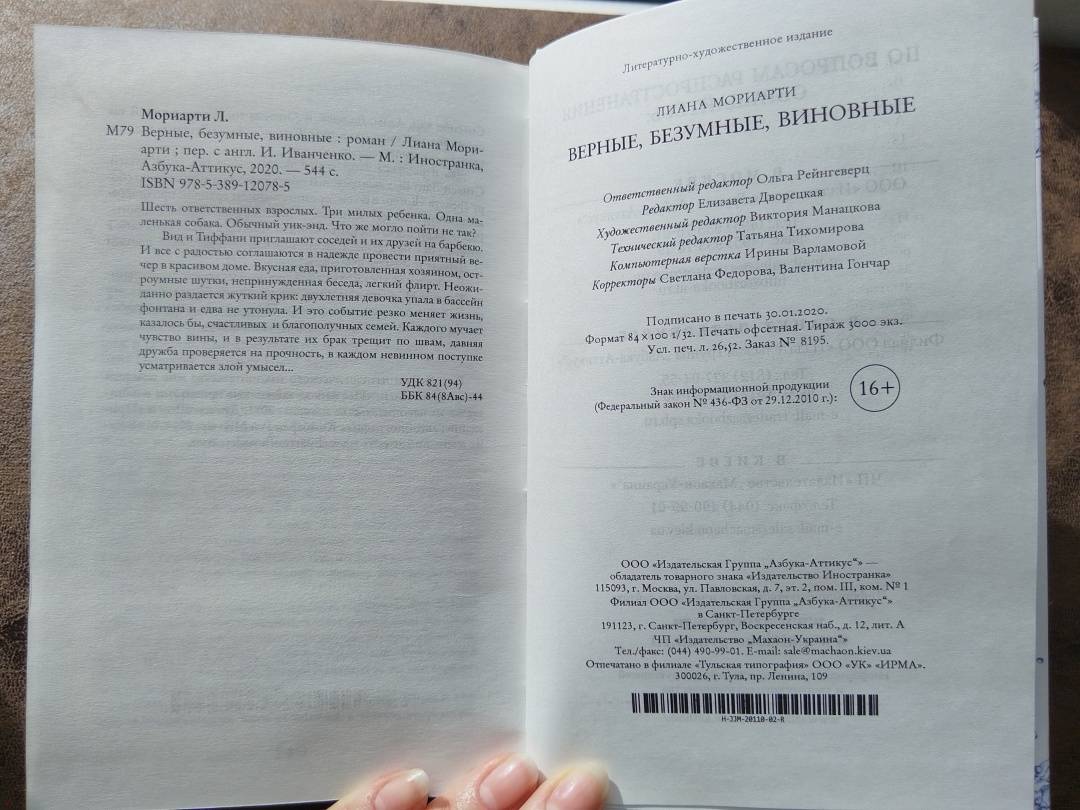 Мориарти Л.
М79 Верные, безумные, виновные : роман / Лиана Мори-
арти ; пер. с англ. И. Иванченко. — М. : Иностранка,
Азбука-Аттикус, 2020. — 544 с.
ISBN 978-5-389-12078-5
Шесть ответственных взрослых. Три милых ребенка. Одна ма-
ленькая собака. Обычный уик-энд. Что же могло пойти не так?
Вид и Тиффани приглашают соседей и их друзей на барбекю.
И все с радостью соглашаются в надежде провести приятный ве-
чер в красивом доме. Вкусная еда, приготовленная хозяином, ост-
роумные шутки, непринужденная беседа, легкий флирт. Неожи-
данно раздается жуткий крик: двухлетняя девочка упала в бассейн
фонтана и едва не утонула. И это событие резко меняет жизнь,
казалось бы, счастливых и благополучных семей. Каждого мучает
чувство вины, и в результате их брак трещит по швам, давняя
дружба проверяется на прочность, в каждом невинном поступке
усматривается злой умысел...
УДК 821(94)
ББК 84(8Авс)-44
Литературно-художественное издание
ЛИАНА МОРИАРТИ
ВЕРНЫЕ, БЕЗУМНЫЕ, ВИНОВНЫЕ
Ответственный редактор Ольга Рейнгеверц
Редактор Елизавета Дворецкая
Художественный редактор Виктория Манацкова
Технический редактор Татьяна Тихомирова
Компьютерная верстка Ирины Варламовой
Корректоры Светлана Федорова, Валентина Гончар
Подписано в печать 30.01.2020.
Формат 84 × 100 1/32. Печать офсетная. Тираж 3000 экз.
Усл. печ. л. 26,52. Заказ № 8195.
Знак информационной продукции
(Федеральный закон № 436-ФЗ от 29.12.2010 г.):
16+
ООО «Издательская Группа „Азбука-Аттикус“» —
обладатель товарного знака «Издательство Иностранка»
115093, г. Москва, ул. Павловская, д. 7, эт. 2, пом. III, ком. № 1
Филиал ООО «Издательская Группа „Азбука-Аттикус“»
в Санкт-Петербурге
191123, г. Санкт-Петербург, Воскресенская наб., д. 12, лит. А
ЧП «Издательство „Махаон-Украина“»
Тел./факс: (044) 490-99-01. E-mail: sale@machaon.kiev.ua
Отпечатано в филиале «Тульская типография» ООО «УК» «ИРМА».
300026, г. Тула, пр. Ленина, 109
H-JJM-20110-02-R